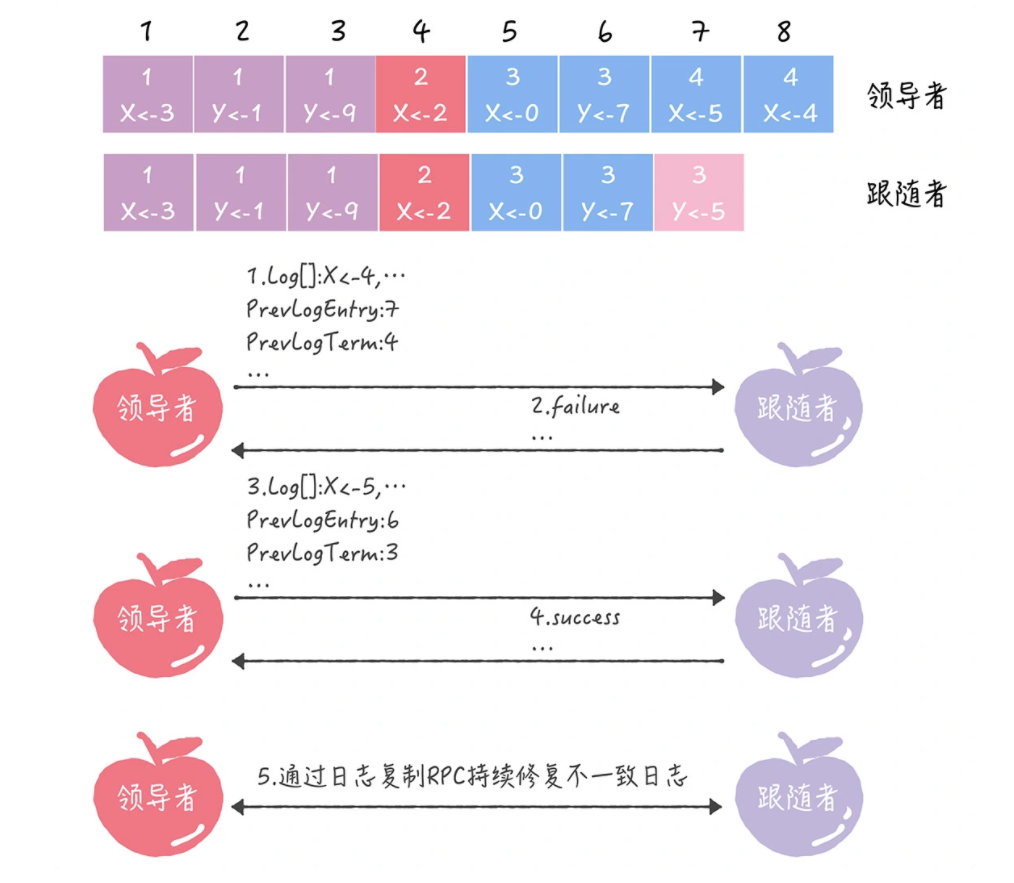 1 2 3 4 5 6 7 8
1 1 1 2 3 3 4 4
X<-3 Y<-1 Y<-9 X<-2 X<-0 Y<-7 X<-5 X<-4
领导者
1 1 1 2 3 3 3
X<-3 Y<-1 Y<-9 X<-2 X<-0 Y<-7 Y<-5
跟随者
1.Log[]:X<-4,…
PrevLogEntry:7
PrevLogTerm:4
…
领导者
2.failure
…
跟随者
3.Log[]:X<-5,…
PrevLogEntry:6
PrevLogTerm:3
…
领导者
4.success
…
跟随者
领导者
5.通过日志复制RPC持续修复不一致日志
跟随者